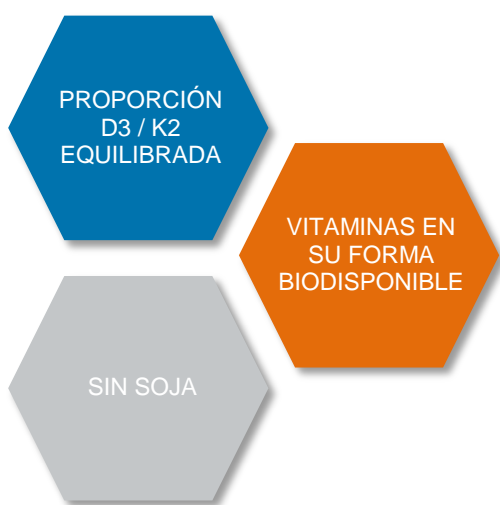 PROPORCIÓN
D3 / K2
EQUILIBRADA
VITAMINAS EN
SU FORMA
BIODISPONIBLE
SIN SOJA